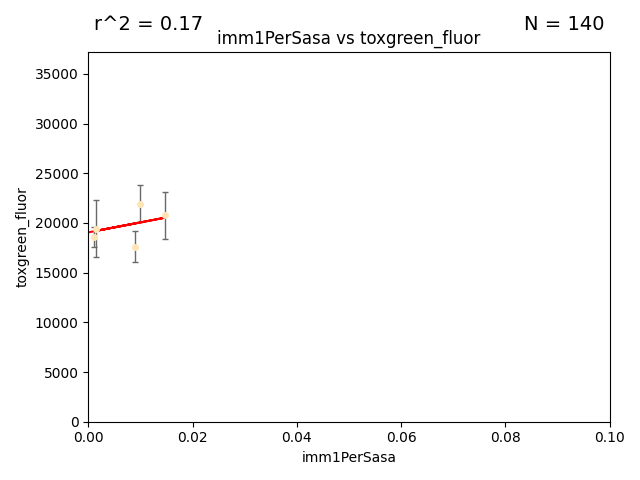 r^2 = 0.17
N = 140
imm1PerSasa vs toxgreen_fluor
35000
30000
25000
20000
15000
10000
5000
0
toxgreen_fluor
0.00 0.02 0.04 0.06 0.08 0.10
imm1PerSasa